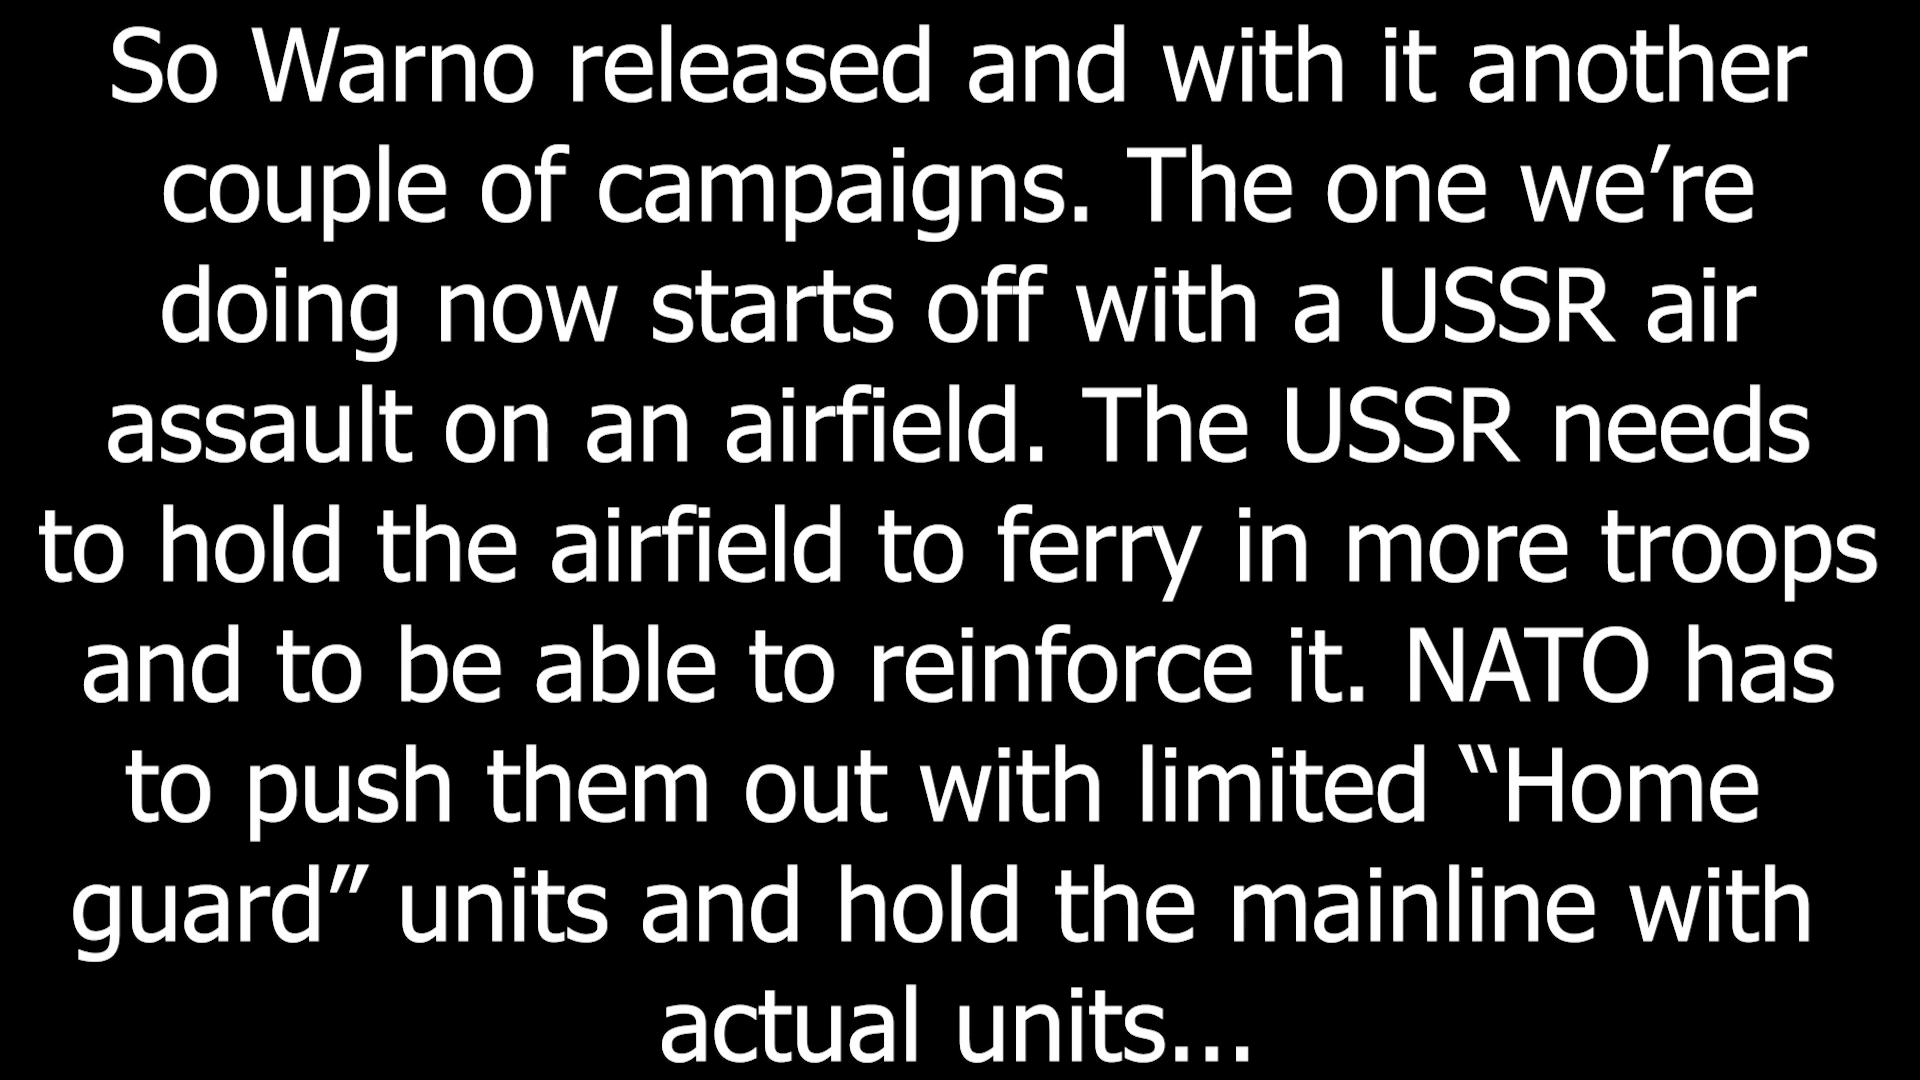 So Warno released and with it another
couple of campaigns. The one we’re
doing now starts off with a USSR air
assault on an airfield. The USSR needs
to hold the airfield to ferry in more troops
and to be able to reinforce it. NATO has
to push them out with limited “Home
guard” units and hold the mainline with
actual units...